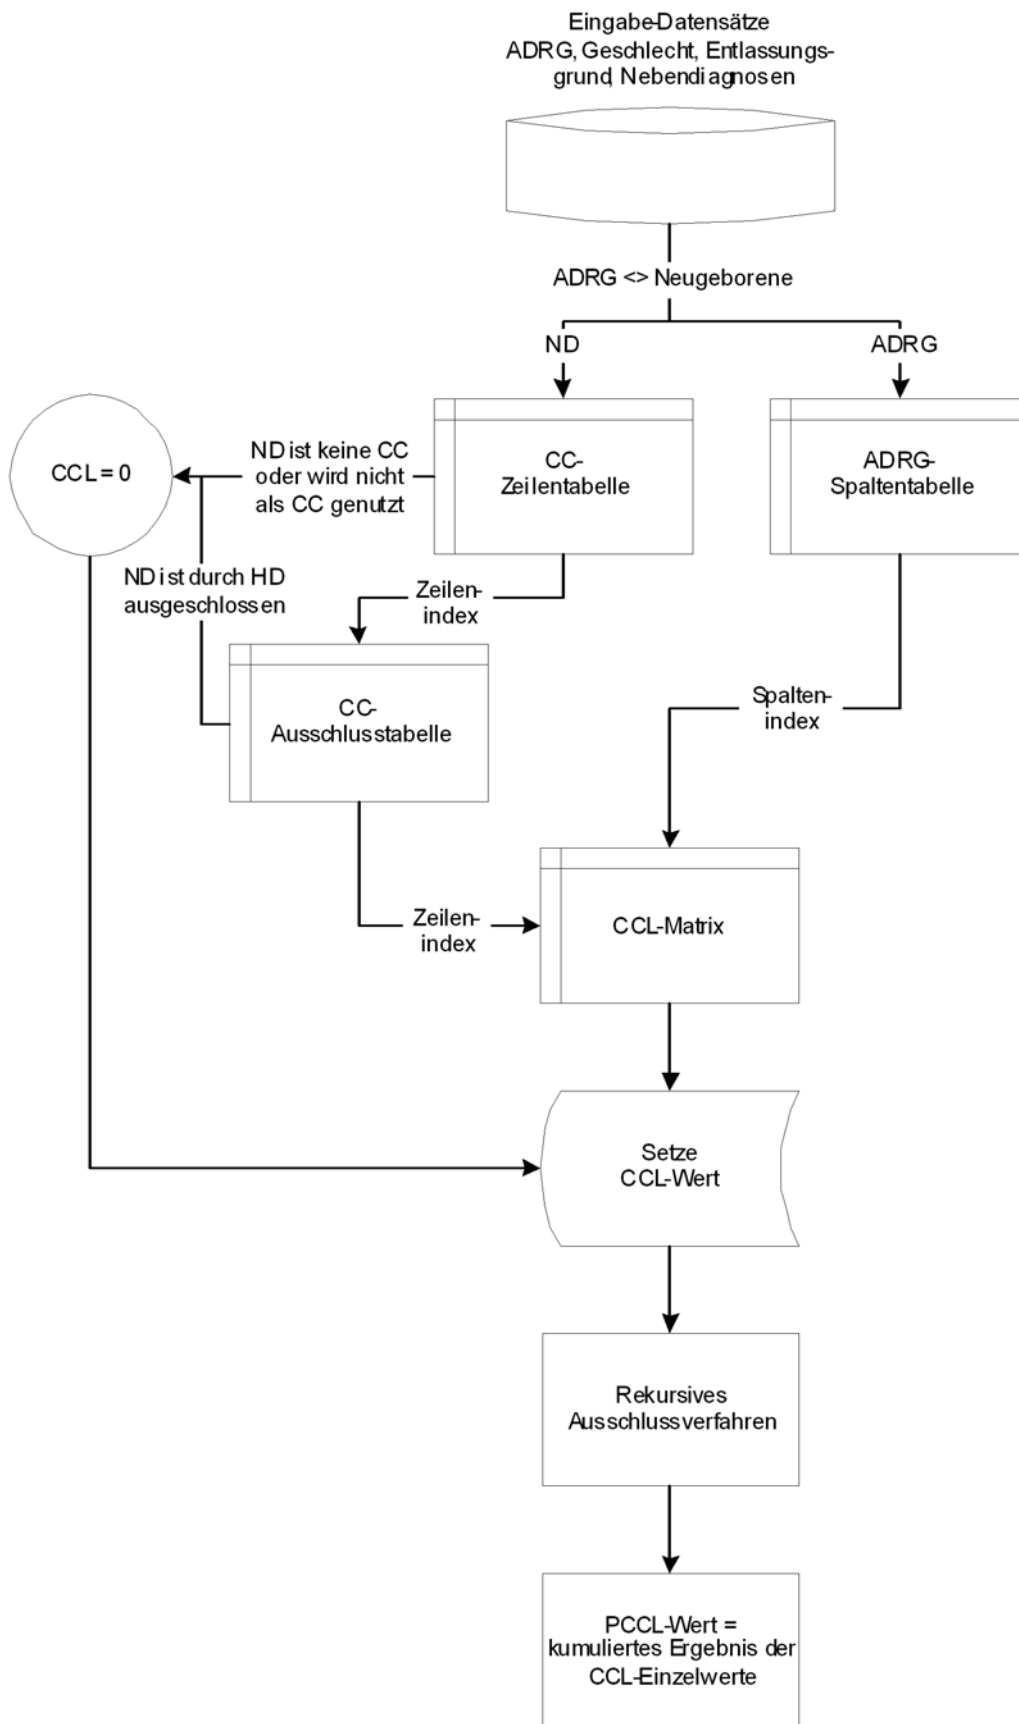 Eingabe-Datensätze
ADRG, Geschlecht, Entlassungs-
grund, Nebendiagnosen
ADRG <> Neugeborene
ND
ADRG
CCL = 0
ND ist keine CC
oder wird nicht
als CC genutzt
CC-
Zeilentabelle
ADRG-
Spaltentabelle
ND ist durch HD
ausgeschlossen
Zeilen-
index
CC-
Ausschlusstabelle
Spalten-
index
Zeilen-
index
CCL-Matrix
Setze
CCL-Wert
Rekursives
Ausschlussverfahren
PCCL-Wert =
kumuliertes Ergebnis der
CCL-Einzelwerte